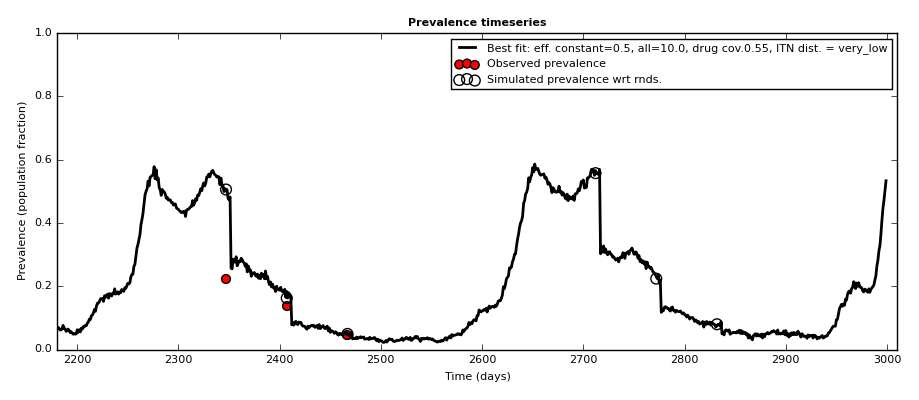 Prevalence timeseries
1.0
0.8
0.6
0.4
0.2
0.0
Prevalence (population fraction)
Best fit: eff. constant=0.5, all=10.0, drug cov.0.55, ITN dist. = very_low
Observed prevalence
Simulated prevalence wrt rnds.
2200 2300 2400 2500 2600 2700 2800 2900 3000
Time (days)